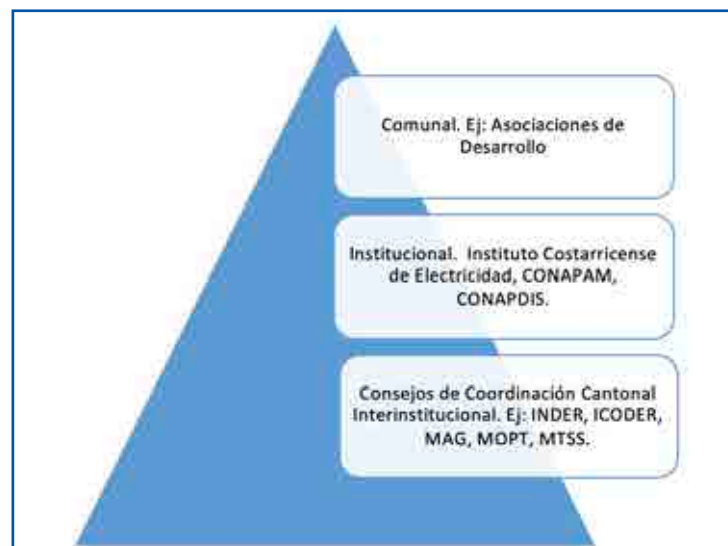 Comunal. Ej: Asociaciones de
Desarrollo
Institucional.  Instituto Costarricense
de Electricidad, CONAPAM,
CONAPDIS.
Consejos de Coordinación Cantonal
Interinstitucional. Ej: INDER, ICODER,
MAG, MOPT, MTSS.